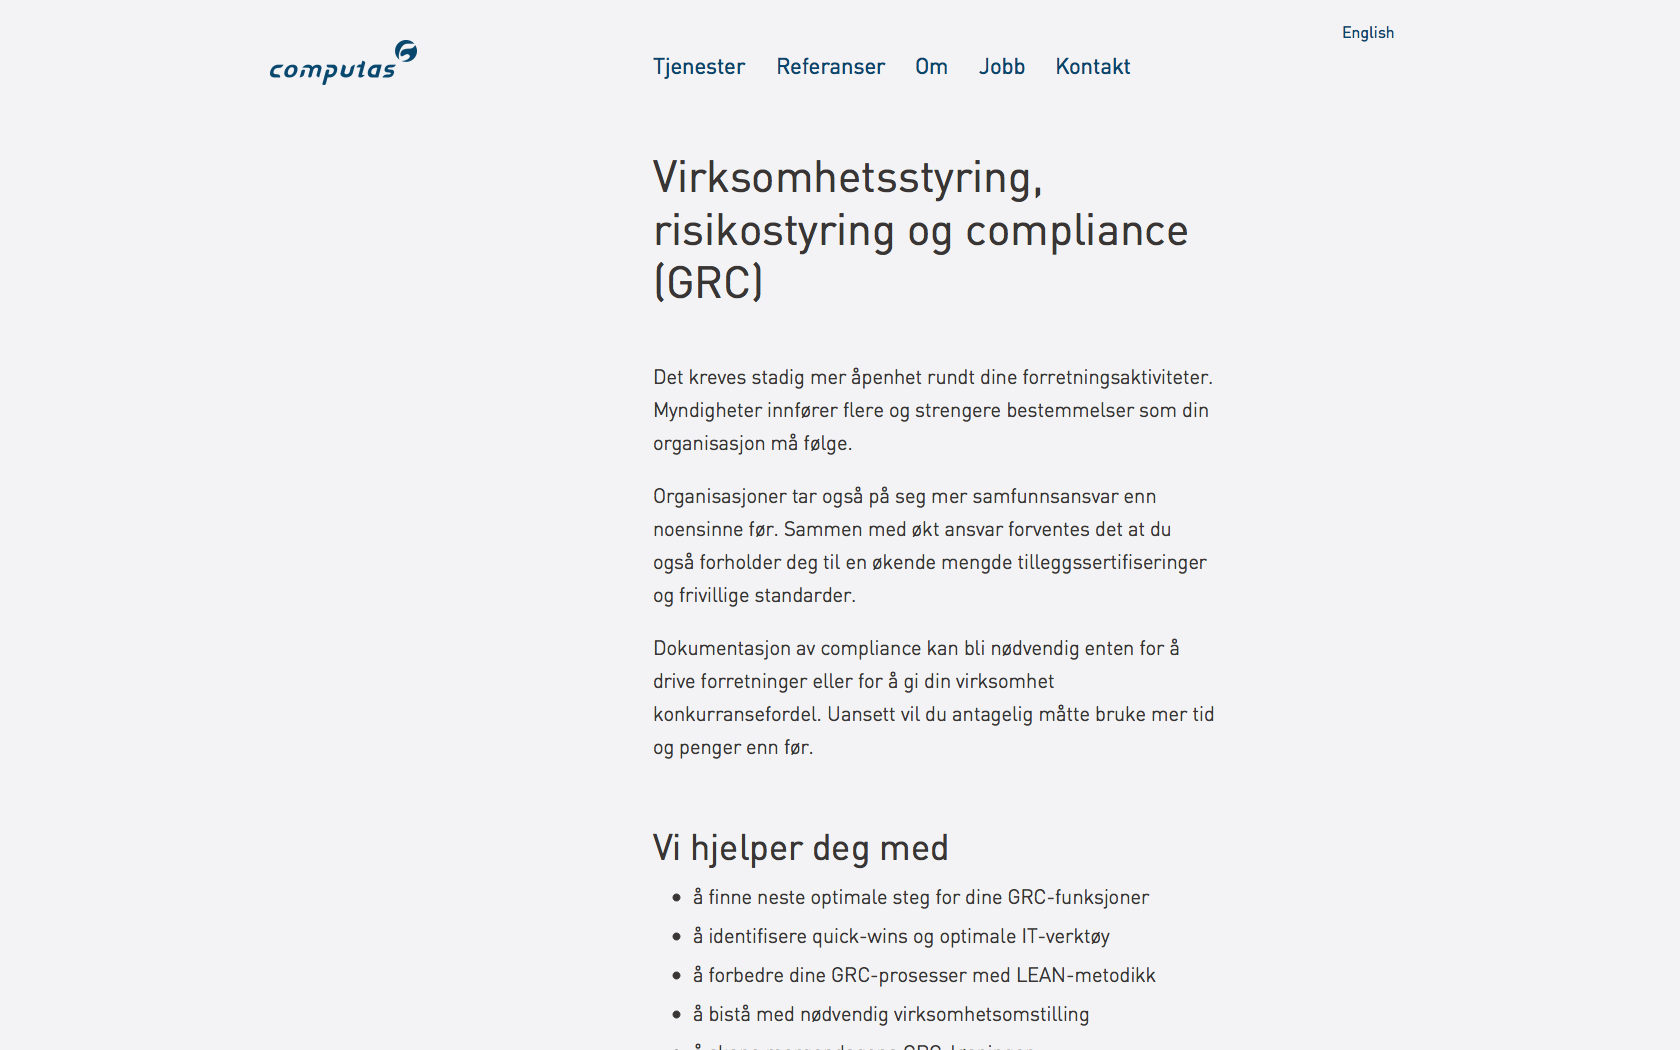 English
computas
Tjenester Referanser Om Jobb Kontakt
Virksomhetsstyring,
risikostyring og compliance
(GRC)
Det kreves stadig mer åpenhet rundt dine forretningsaktiviteter.
Myndigheter innfører flere og strengere bestemmelser som din
organisasjon må følge.
Organisasjoner tar også på seg mer samfunnsansvar enn
noensinne før. Sammen med økt ansvar forventes det at du
også forholder deg til en økende mengde tilleggssertifiseringer
og frivillige standarder.
Dokumentasjon av compliance kan bli nødvendig enten for å
drive forretninger eller for å gi din virksomhet
konkurransefordel. Uansett vil du antagelig måtte bruke mer tid
og penger enn før.
Vi hjelper deg med
å finne neste optimale steg for dine GRC-funksjoner
å identifisere quick-wins og optimale IT-verktøy
å forbedre dine GRC-prosesser med LEAN-metodikk
å bistå med nødvendig virksomhetsomstilling